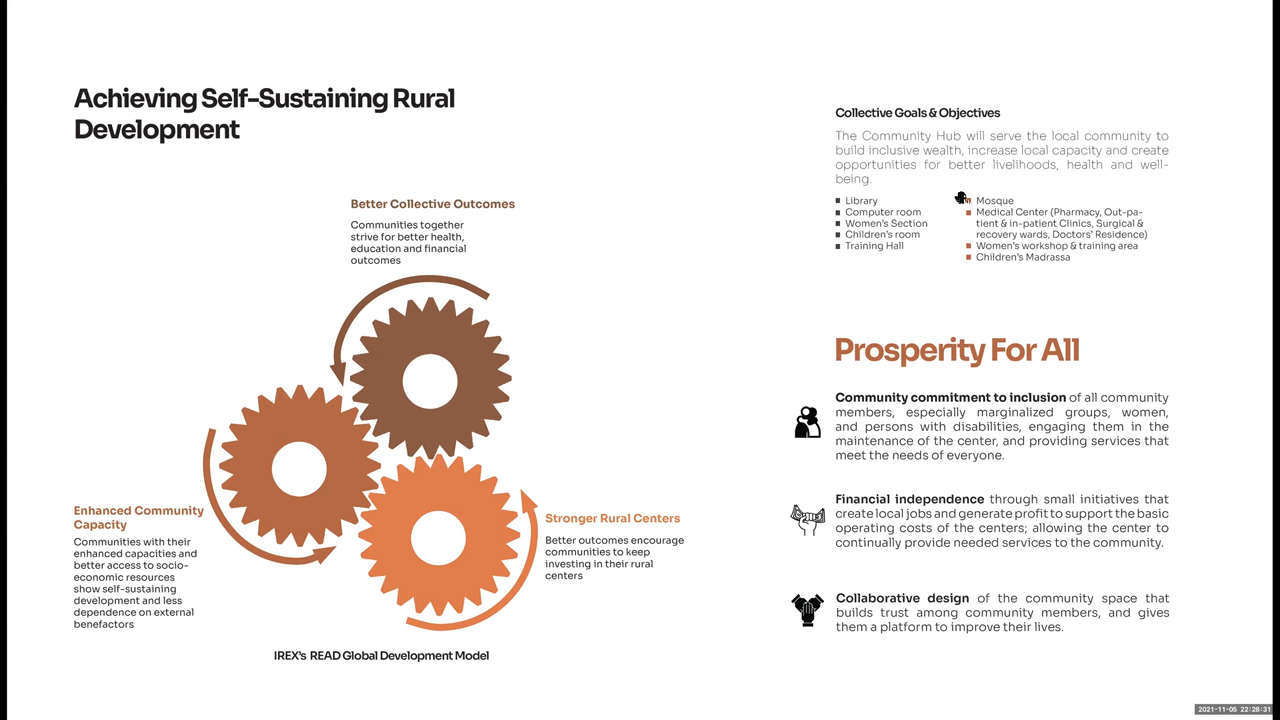 Achieving Self-Sustaining Rural
Development
Better Collective Outcomes
Communities together
strive for better health,
education and financial
outcomes
Enhanced Community
Capacity
Communities with their
enhanced capacities and
better access to socio-
economic resources
show self-sustaining
development and less
dependence on external
benefactors
Stronger Rural Centers
Better outcomes encourage
communities to keep
investing in their rural
centers
IREX's READ Global Development Model
Collective Goals & Objectives
The Community Hub will serve the local community to
build inclusive wealth, increase local capacity and create
opportunities for better livelihoods, health and well-
being.
Library
Computer room
Women's Section
Children's room
Training Hall
Mosque
Medical Center (Pharmacy, Out-pa-
tient & in-patient Clinics, Surgical &
recovery wards, Doctors' Residence)
Women's workshop & training area
Children's Madrassa
Prosperity For All
Community commitment to inclusion of all community
members, especially marginalized groups, women,
and persons with disabilities, engaging them in the
maintenance of the center, and providing services that
meet the needs of everyone.
Financial independence through small initiatives that
create local jobs and generate profit to support the basic
operating costs of the centers; allowing the center to
continually provide needed services to the community.
Collaborative design of the community space that
builds trust among community members, and gives
them a platform to improve their lives.
2021-11-05 22:28:31